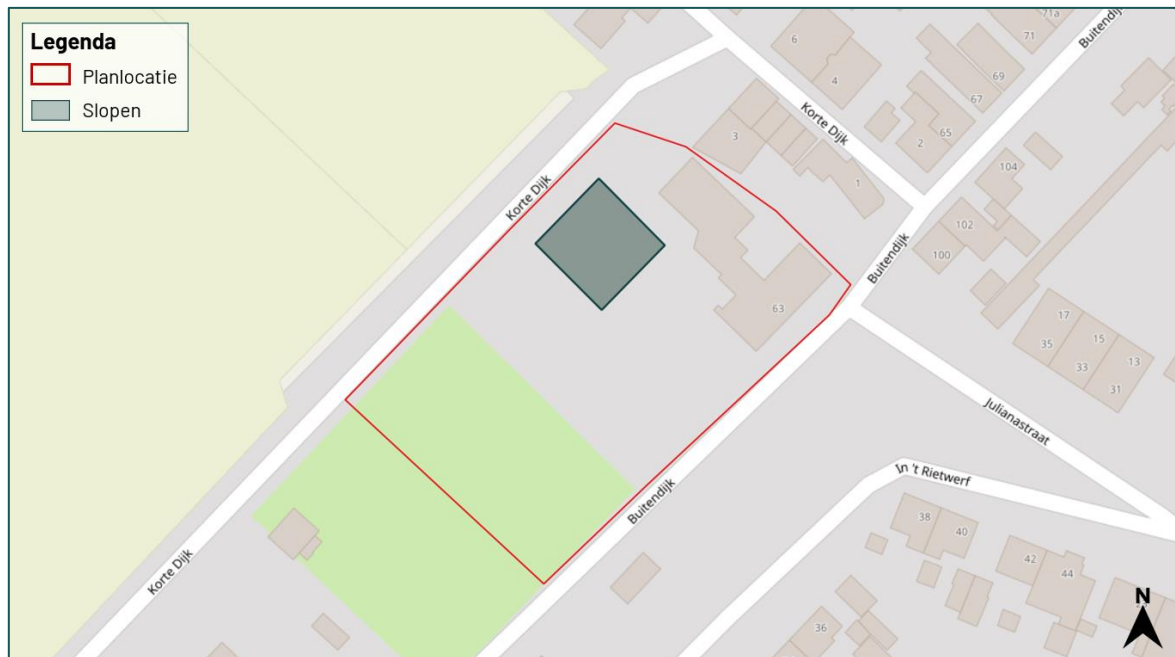 Legenda
Planlocatie
Slopen
71a
71
Buitendijk
6
4
69
67
Korte Dijk
65
2
3
1
104
Korte Dijk
102
100
Buitendijk
63
17
15
13
35
33
31
Julianastraat
In 't Rietwerf
Buitendijk
38
40
42
44
Korte Dijk
36
N